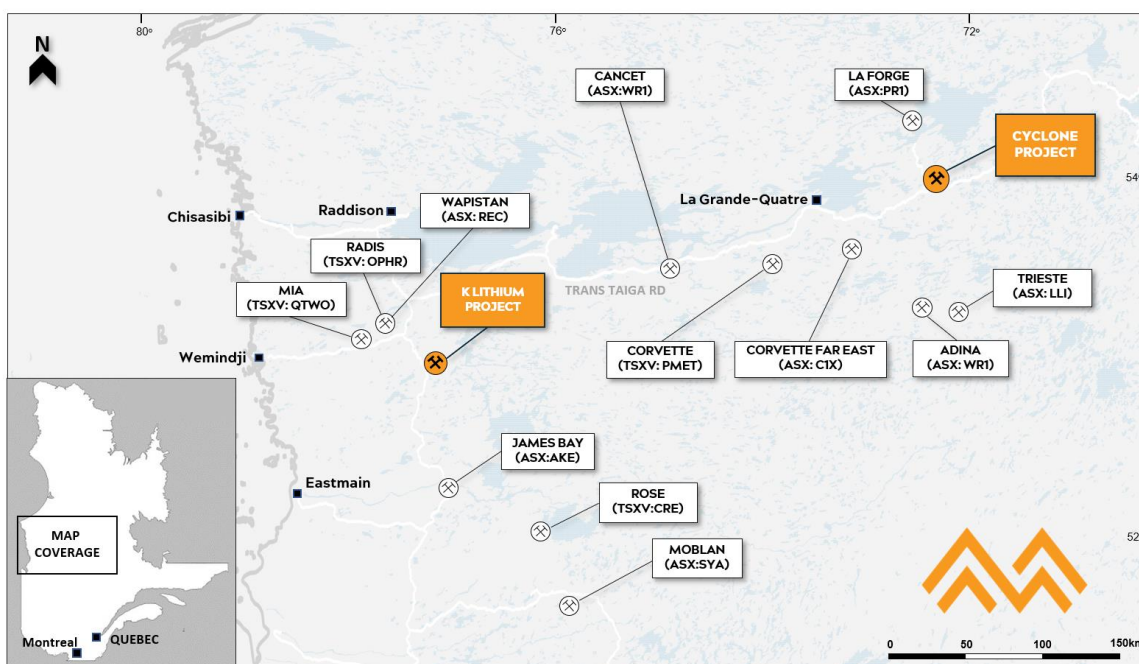 80°
76°
72°
N
CANCET
(ASX:WR1)
LA FORGE
(ASX:PR1)
CYCLONE
PROJECT
54°
WAPISTAN
(ASX: REC)
La Grande-Quatre
Chisasibi
Raddison
RADIS
(TSXV: OPHR)
MIA
(TSXV: QTWO)
K LITHIUM
PROJECT
TRANS TAIGA RD
TRIESTE
(ASX: LLI)
Wemindji
CORVETTE
(TSXV: PMET)
CORVETTE FAR EAST
(ASX: C1X)
ADINA
(ASX: WR1)
JAMES BAY
(ASX:AKE)
Eastmain
ROSE
(TSXV:CRE)
MAP
COVERAGE
52°
MOBLAN
(ASX:SYA)
Montreal
QUEBEC
0 50 100 150km